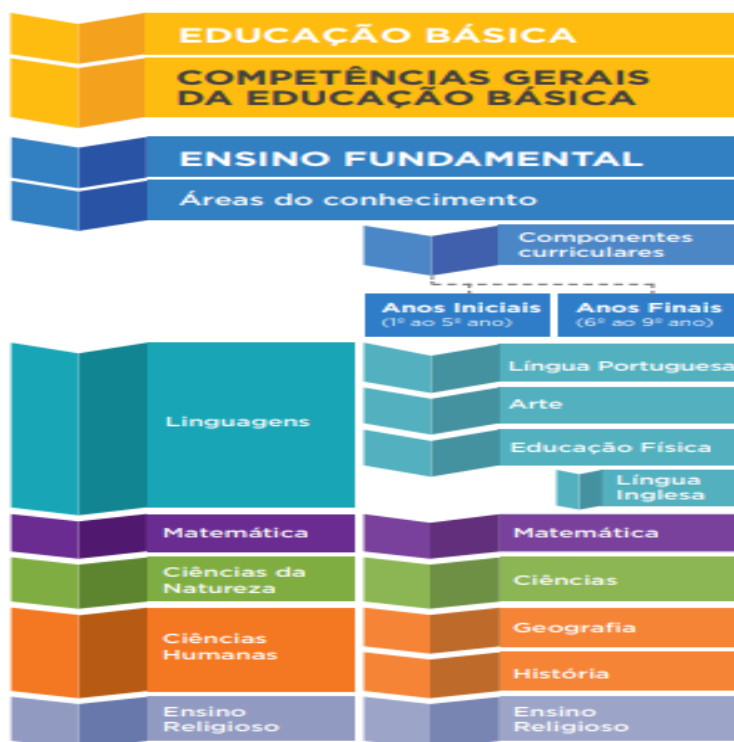 EDUCAÇÃO BÁSICA
COMPETÊNCIAS GERAIS
DA EDUCAÇÃO BÁSICA
ENSINO FUNDAMENTAL
Áreas do conhecimento
Componentes
curriculares
Anos Iniciais
(1º ao 5º ano)
Anos Finais
(6º ao 9º ano)
Linguagens
Língua Portuguesa
Arte
Educação Física
Língua
Inglesa
Matemática
Matemática
Ciências da
Natureza
Ciências
Ciências
Humanas
Geografia
História
Ensino
Religioso
Ensino
Religioso